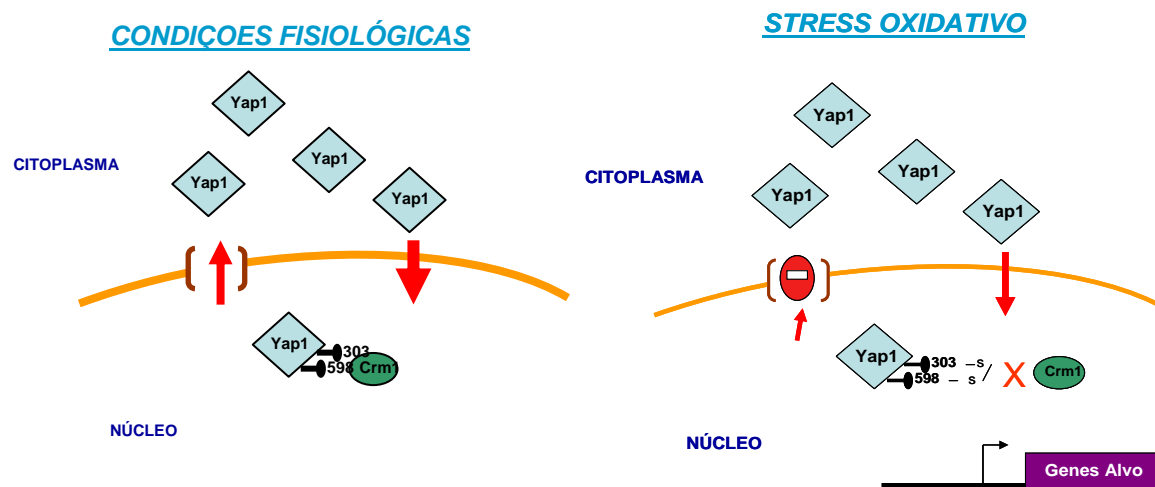 CONDIÇOES FISIOLÓGICAS
Yap1
Yap1
Yap1
Yap1
CITOPLASMA
Yap1
303
598
Crm1
NÚCLEO
STRESS OXIDATIVO
Yap1
Yap1
Yap1
Yap1
CITOPLASMA
Yap1
303 – s
598 – s /
X
Crm1
NÚCLEO
Genes Alvo